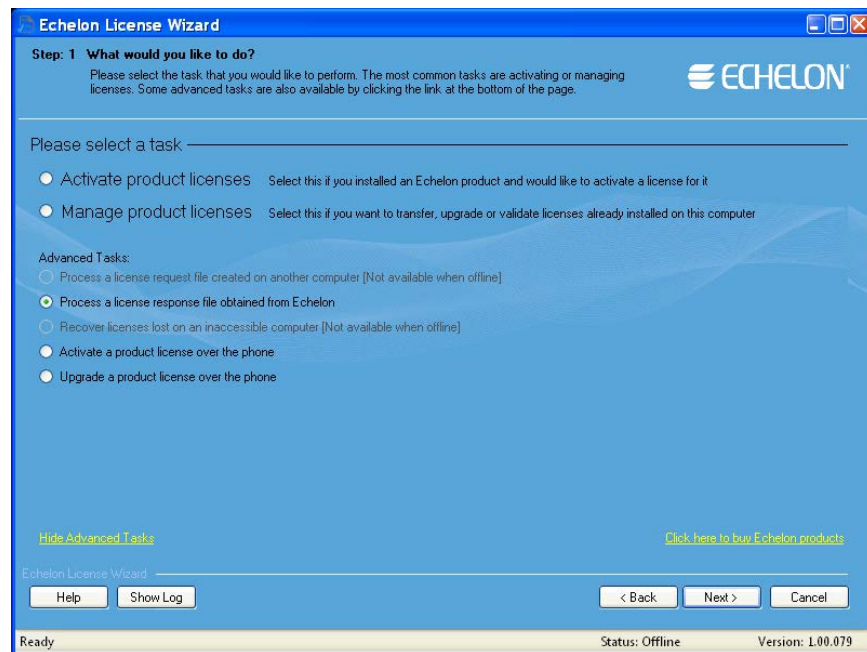 Echelon License Wizard
Step: 1 What would you like to do?
Please select the task that you would like to perform. The most common tasks are activating or managing
licenses. Some advanced tasks are also available by clicking the link at the bottom of the page.
ECHELON
Please select a task
Activate product licenses Select this if you installed an Echelon product and would like to activate a license for it
Manage product licenses Select this if you want to transfer, upgrade or validate licenses already installed on this computer
Advanced Tasks:
Process a license request file created on another computer [Not available when offline]
Process a license response file obtained from Echelon
Recover licenses lost on an inaccessible computer [Not available when offline]
Activate a product license over the phone
Upgrade a product license over the phone
Hide Advanced Tasks Click here to buy Echelon products
Echelon License Wizard
Help Show Log < Back Next > Cancel
Ready Status: Offline Version: 1.00.079